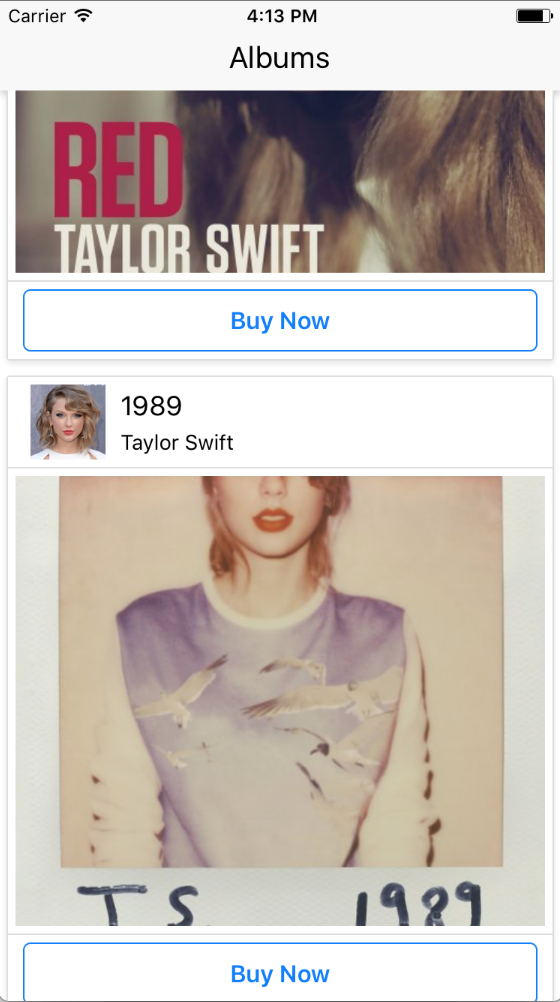 Carrier
4:13 PM
Albums
RED
TAYLOR SWIFT
Buy Now
1989
Taylor Swift
T. S. 1989
Buy Now